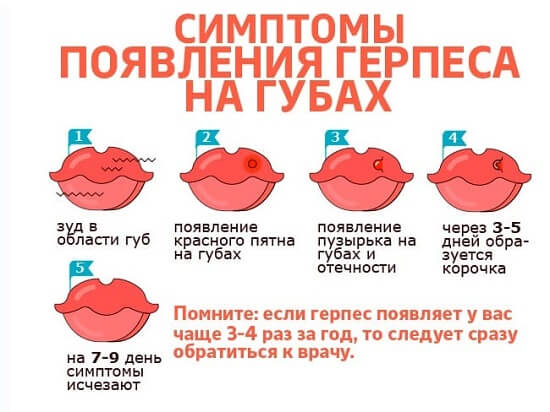 СИМПТОМЫ
ПОЯВЛЕНИЯ ГЕРПЕСА
НА ГУБАХ
1
зуд в
области губ
2
появление
красного пятна
на губах
3
появление
пузырька на
губах и
отечности
4
через 3-5
дней обра-
зуется
корочка
5
на 7-9 день
симптомы
исчезают
Помните: если герпес появляет у вас
чаще 3-4 раз за год, то следует сразу
обратиться к врачу.